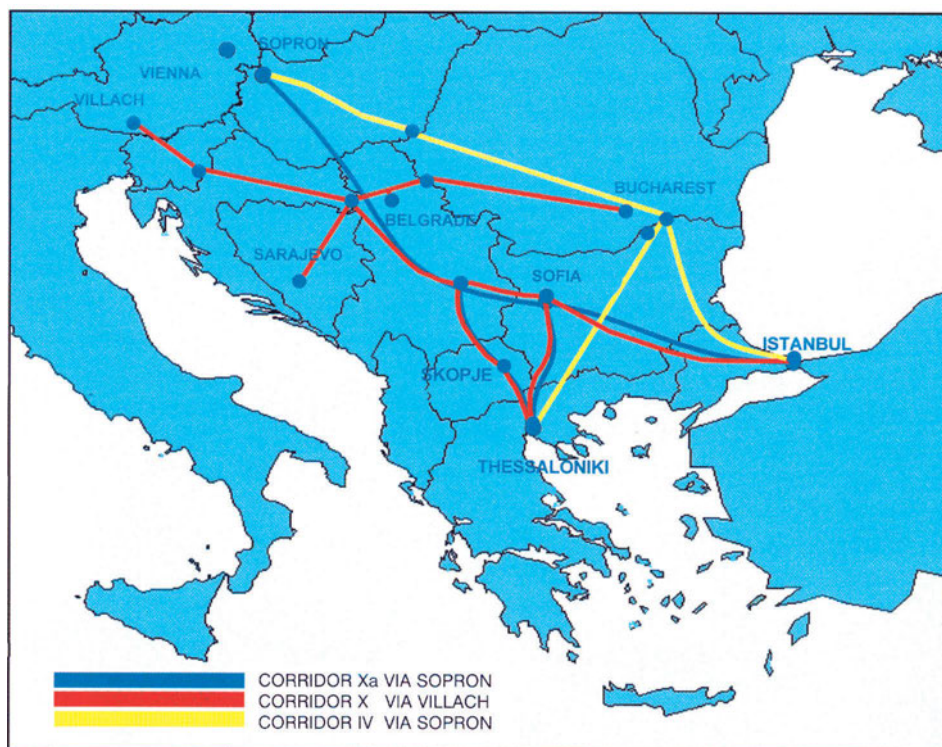 SOPRON
VIENNA
VILLACH
BUCHAREST
BELGRADE
SARAJEVO
SOFIA
ISTANBUL
SKOPJE
THESSALONIKI
CORRIDOR Xa VIA SOPRON
CORRIDOR X VIA VILLACH
CORRIDOR IV VIA SOPRON